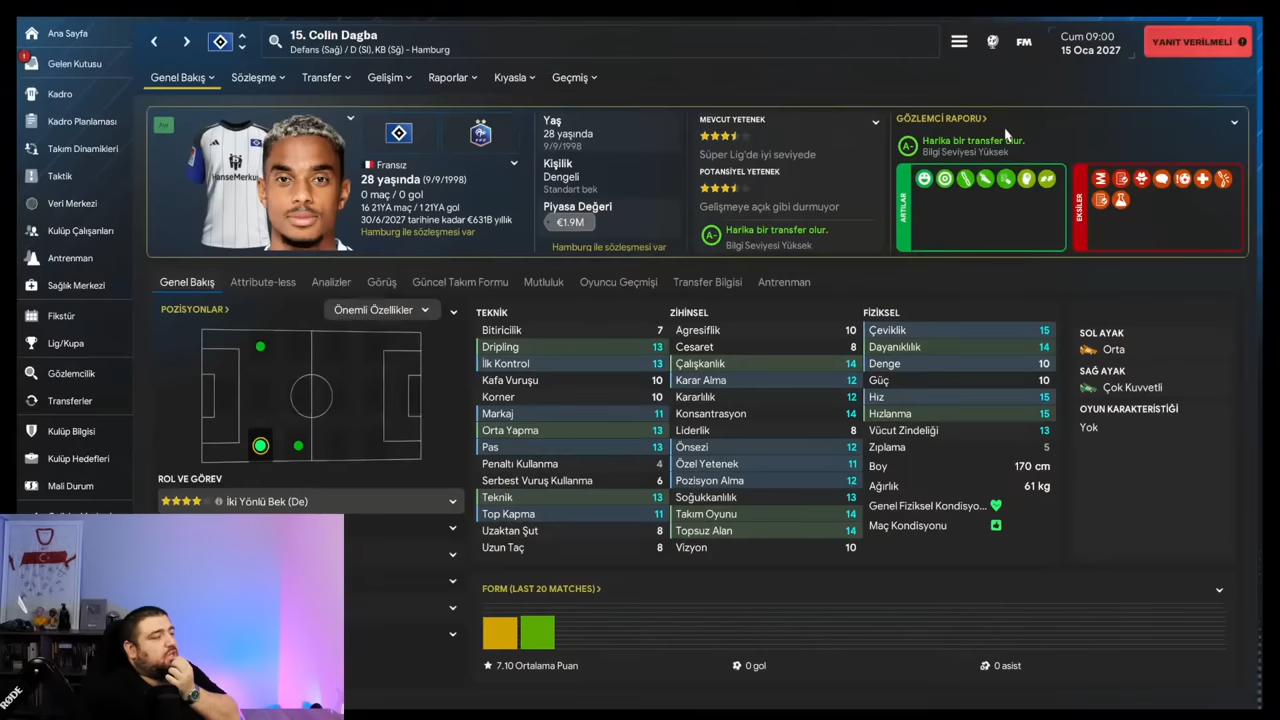 Ana Sayfa
Gelen Kutusu
1
Kadro
Kadro Planlaması
Takım Dinamikleri
Taktik
Veri Merkezi
Kulüp Çalışanları
Antrenman
Sağlık Merkezi
Fikstür
Lig/Kupa
Gözlemcilik
Transferler
Kulüp Bilgisi
Kulüp Hedefleri
Mali Durum
15. Colin Dagba
Defans (Sağ) / D (Sl), KB (Sğ) - Hamburg
FM
Cum 09:00
15 Oca 2027
YANIT VERİLMELİ
Genel Bakış
Sözleşme
Transfer
Gelişim
Raporlar
Kıyasla
Geçmiş
HanseMerkur
Fransız
28 yaşında (9/9/1998)
0 maç / 0 gol
16 21YA maç / 1 21YA gol
30/6/2027 tarihine kadar €631B yıllık
Hamburg ile sözleşmesi var
Yaş
28 yaşında
9/9/1998
Kişilik
Dengeli
Standart bek
Piyasa Değeri
€1.9M
Hamburg ile sözleşmesi var
MEVCUT YETENEK
Süper Lig'de iyi seviyede
POTANSİYEL YETENEK
Gelişmeye açık gibi durmuyor
A-
Harika bir transfer olur.
Bilgi Seviyesi Yüksek
GÖZLEMCİ RAPORU
A-
Harika bir transfer olur.
Bilgi Seviyesi Yüksek
ARTILAR
EKSİLER
Genel Bakış
Attribute-less
Analizler
Görüş
Güncel Takım Formu
Mutluluk
Oyuncu Geçmişi
Transfer Bilgisi
Antrenman
POZİSYONLAR
Önemli Özellikler
ROL VE GÖREV
İki Yönlü Bek (De)
TEKNİK
Bitiricilik 7
Dripling 13
İlk Kontrol 13
Kafa Vuruşu 10
Korner 10
Markaj 11
Orta Yapma 13
Pas 13
Penaltı Kullanma 4
Serbest Vuruş Kullanma 6
Teknik 13
Top Kapma 11
Uzaktan Şut 8
Uzun Taç 8
ZİHİNSEL
Agresiflik 10
Cesaret 8
Çalışkanlık 14
Karar Alma 12
Kararlılık 12
Konsantrasyon 14
Liderlik 8
Önsezi 12
Özel Yetenek 11
Pozisyon Alma 12
Soğukkanlılık 13
Takım Oyunu 14
Topsuz Alan 14
Vizyon 10
FİZİKSEL
Çeviklik 15
Dayanıklılık 14
Denge 10
Güç 10
Hız 15
Hızlanma 15
Vücut Zindeliği 13
Zıplama 5
Boy 170 cm
Ağırlık 61 kg
Genel Fiziksel Kondisyo...
Maç Kondisyonu
SOL AYAK
Orta
SAĞ AYAK
Çok Kuvvetli
OYUN KARAKTERİSTİĞİ
Yok
FORM (LAST 20 MATCHES)
7.10 Ortalama Puan
0 gol
0 asist
RØDE